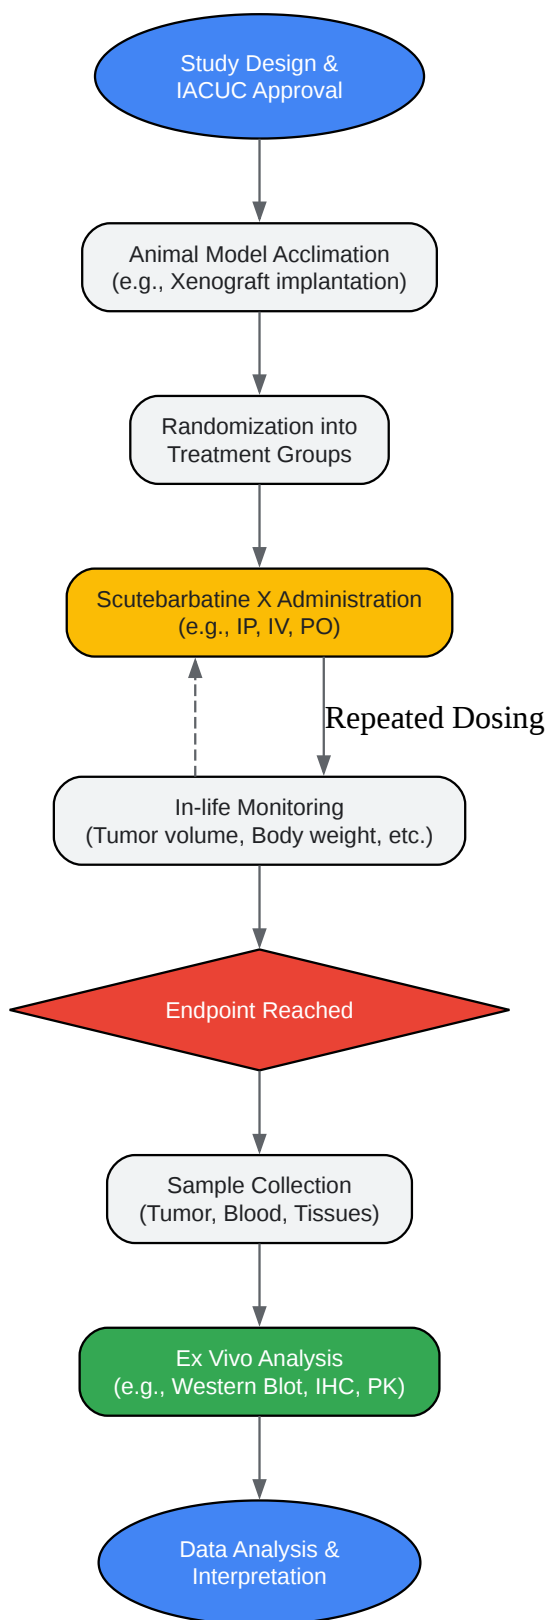 Study Design &
IACUC Approval
Animal Model Acclimation
(e.g., Xenograft implantation)
Randomization into
Treatment Groups
Scutebarbatine X Administration
(e.g., IP, IV, PO)
Repeated Dosing
In-life Monitoring
(Tumor volume, Body weight, etc.)
Endpoint Reached
Sample Collection
(Tumor, Blood, Tissues)
Ex Vivo Analysis
(e.g., Western Blot, IHC, PK)
Data Analysis &
Interpretation